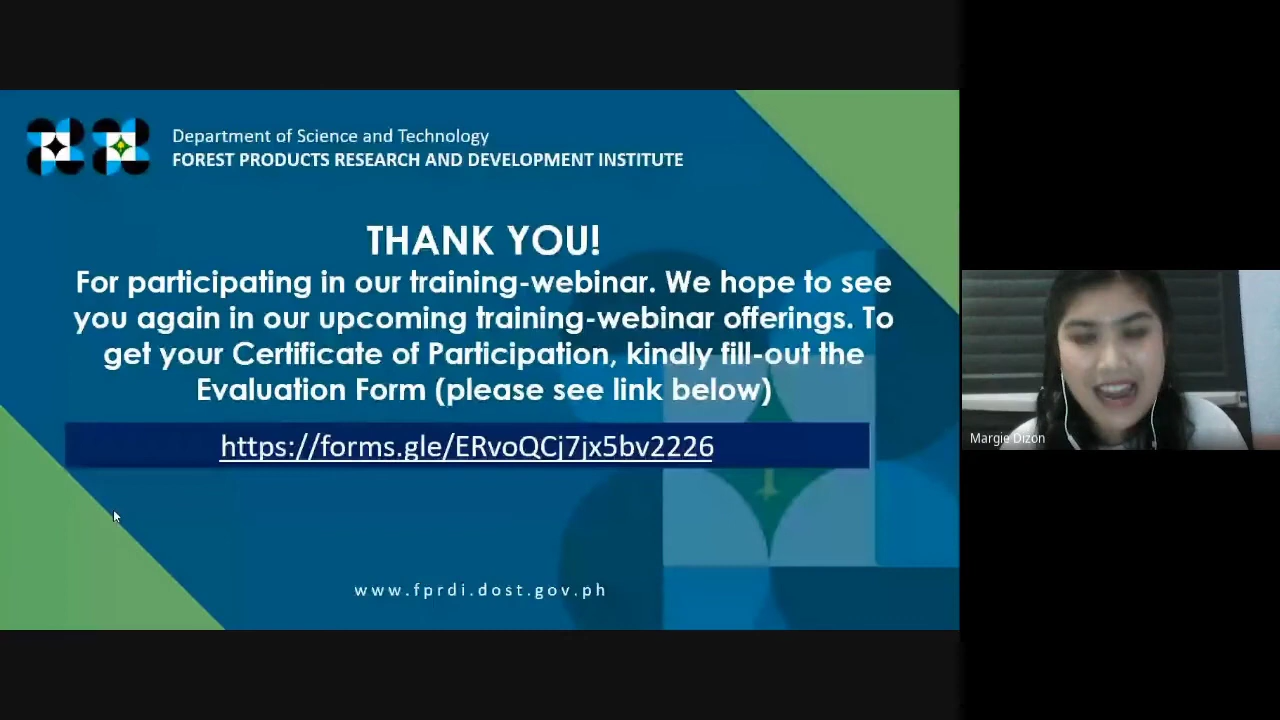 Department of Science and Technology
FOREST PRODUCTS RESEARCH AND DEVELOPMENT INSTITUTE
THANK YOU!
For participating in our training-webinar. We hope to see
you again in our upcoming training-webinar offerings. To
get your Certificate of Participation, kindly fill-out the
Evaluation Form (please see link below)
https://forms.gle/ERvoQCj7jx5bv2226
www.fprdi.dost.gov.ph
Margie Dizon